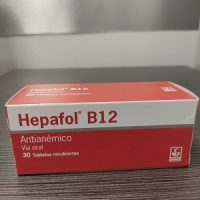 Hepafol® B12
Antianémico
Vía oral
30 Tabletas recubiertas